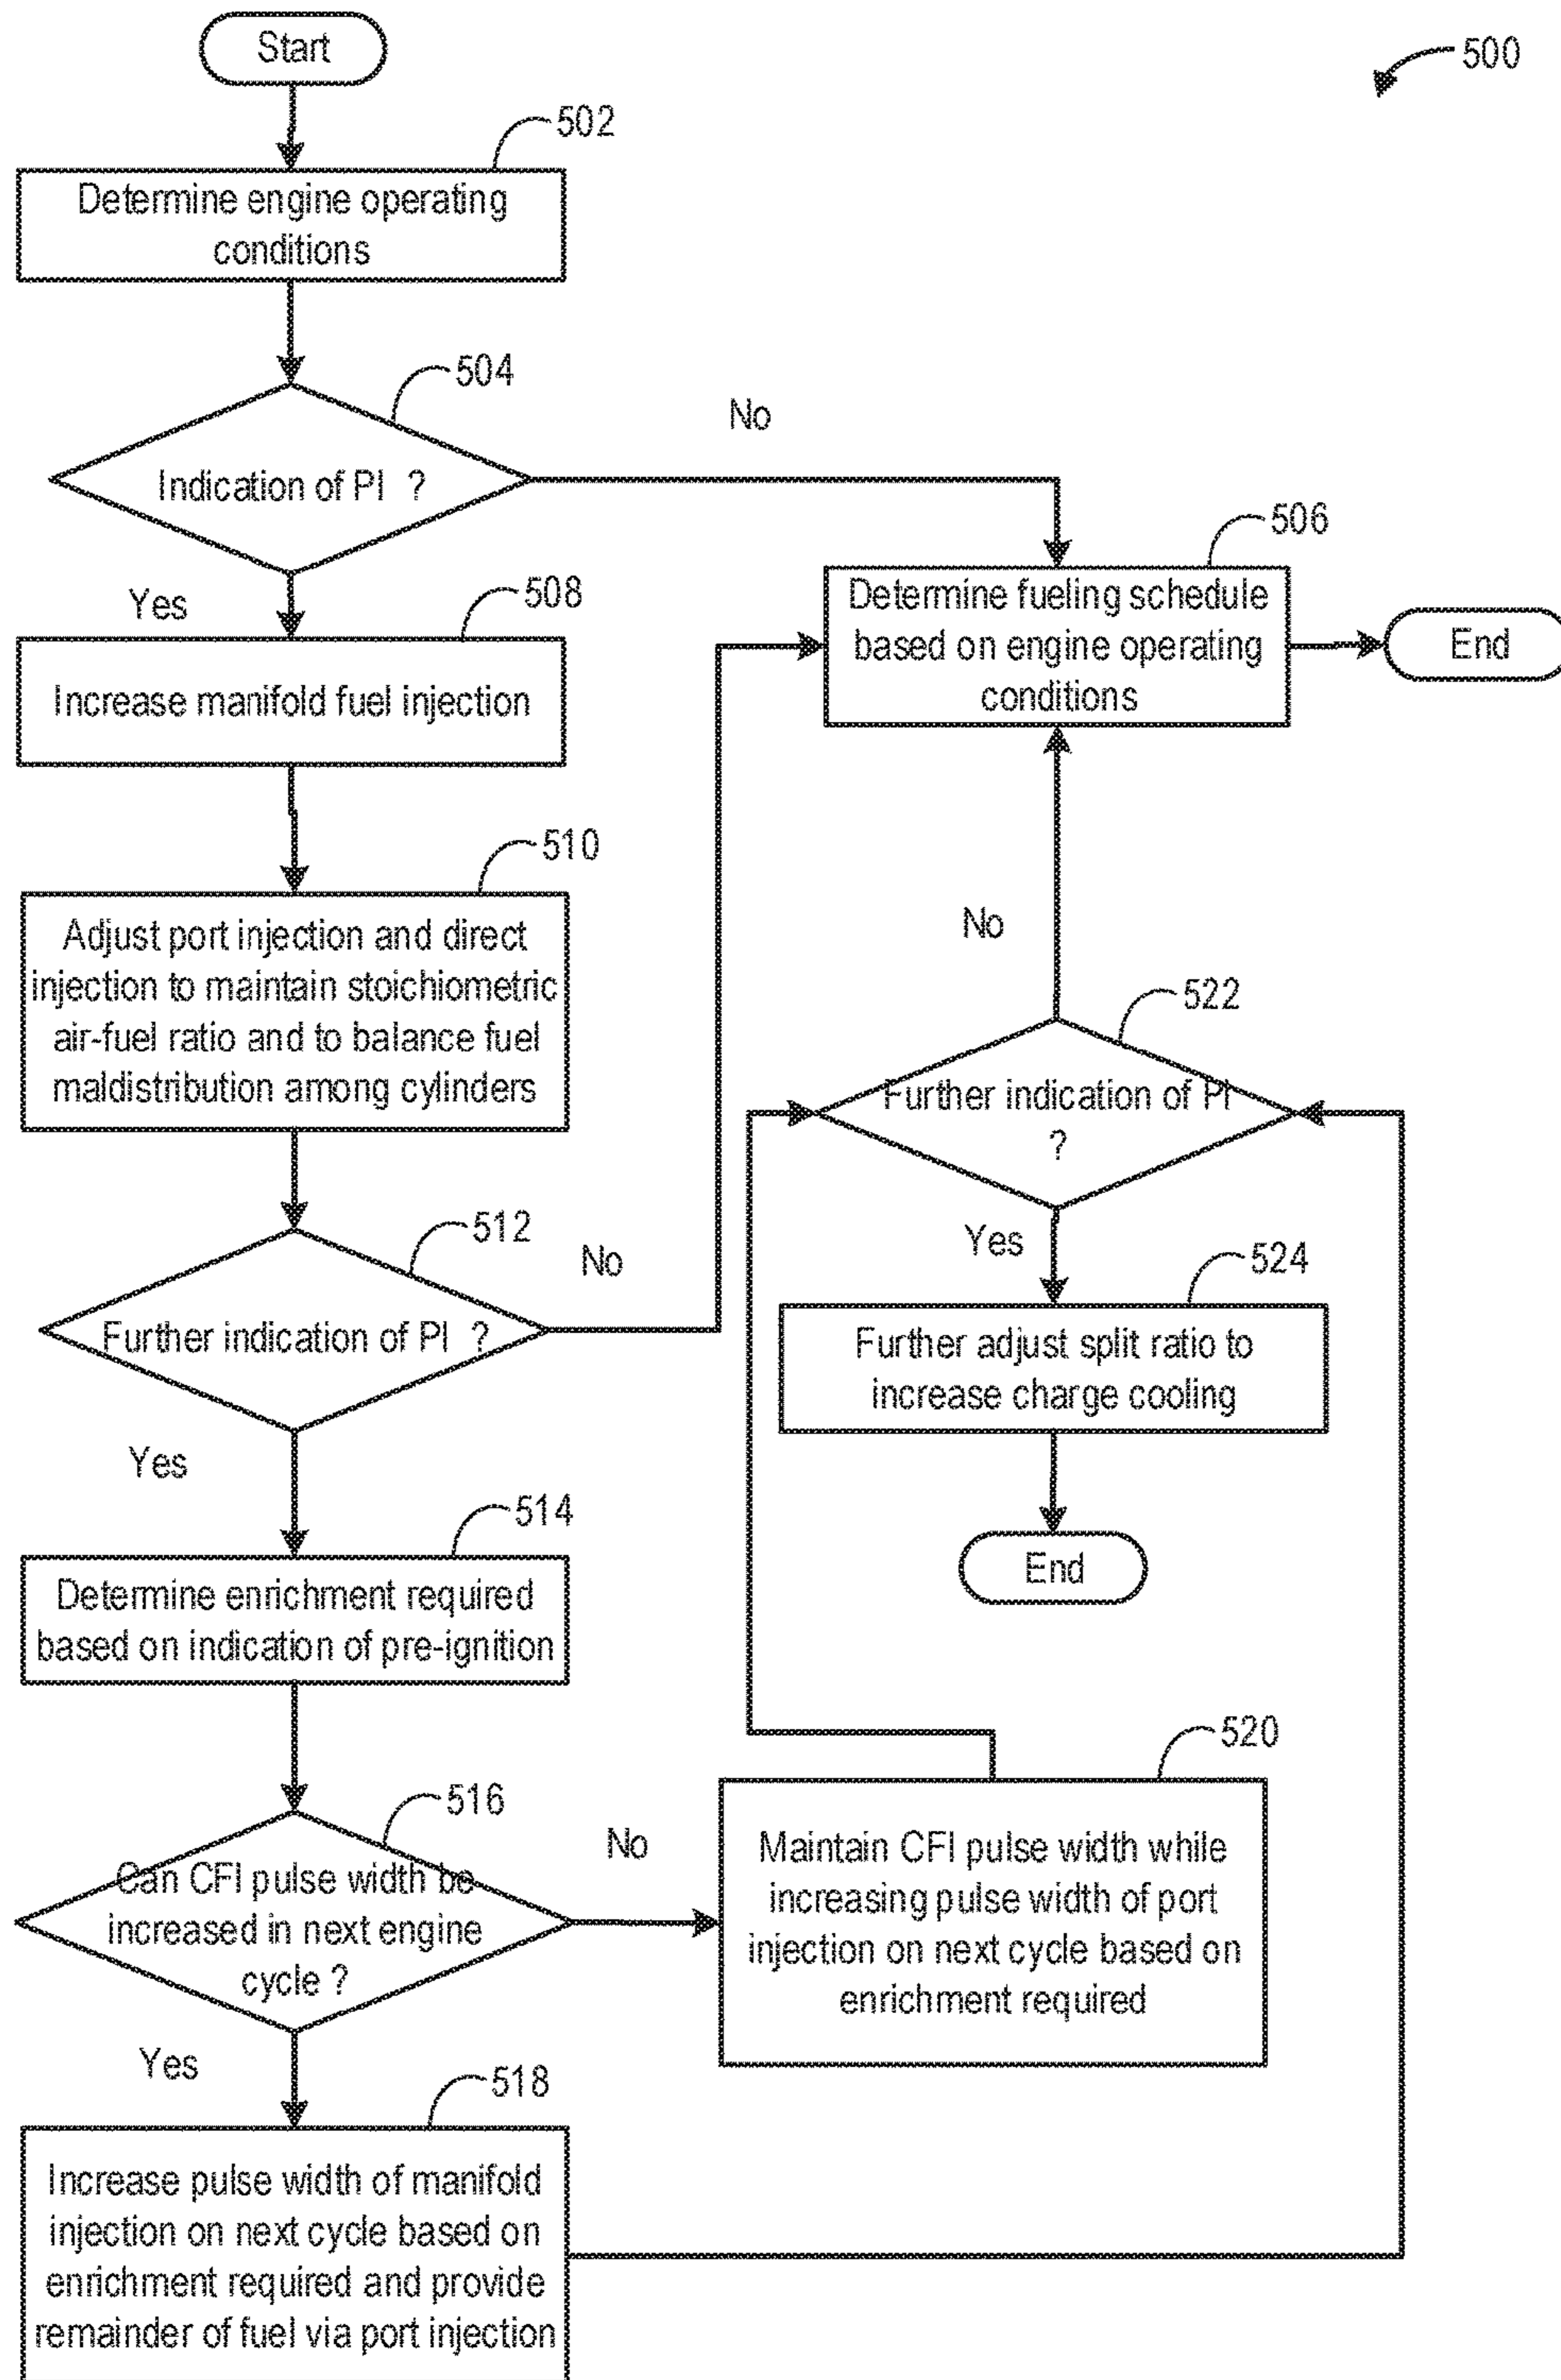 Start
500
502
Determine engine operating
conditions
504
Indication of PI ?
No
Yes
506
Determine fueling schedule
based on engine operating
conditions
End
508
Increase manifold fuel injection
510
Adjust port injection and direct
injection to maintain stoichiometric
air-fuel ratio and to balance fuel
maldistribution among cylinders
512
Further indication of PI ?
No
Yes
No
522
Further indication of PI
?
Yes
524
Further adjust split ratio to
increase charge cooling
End
514
Determine enrichment required
based on indication of pre-ignition
516
Can CFI pulse width be
increased in next engine
cycle ?
No
Yes
520
Maintain CFI pulse width while
increasing pulse width of port
injection on next cycle based on
enrichment required
518
Increase pulse width of manifold
injection on next cycle based on
enrichment required and provide
remainder of fuel via port injection